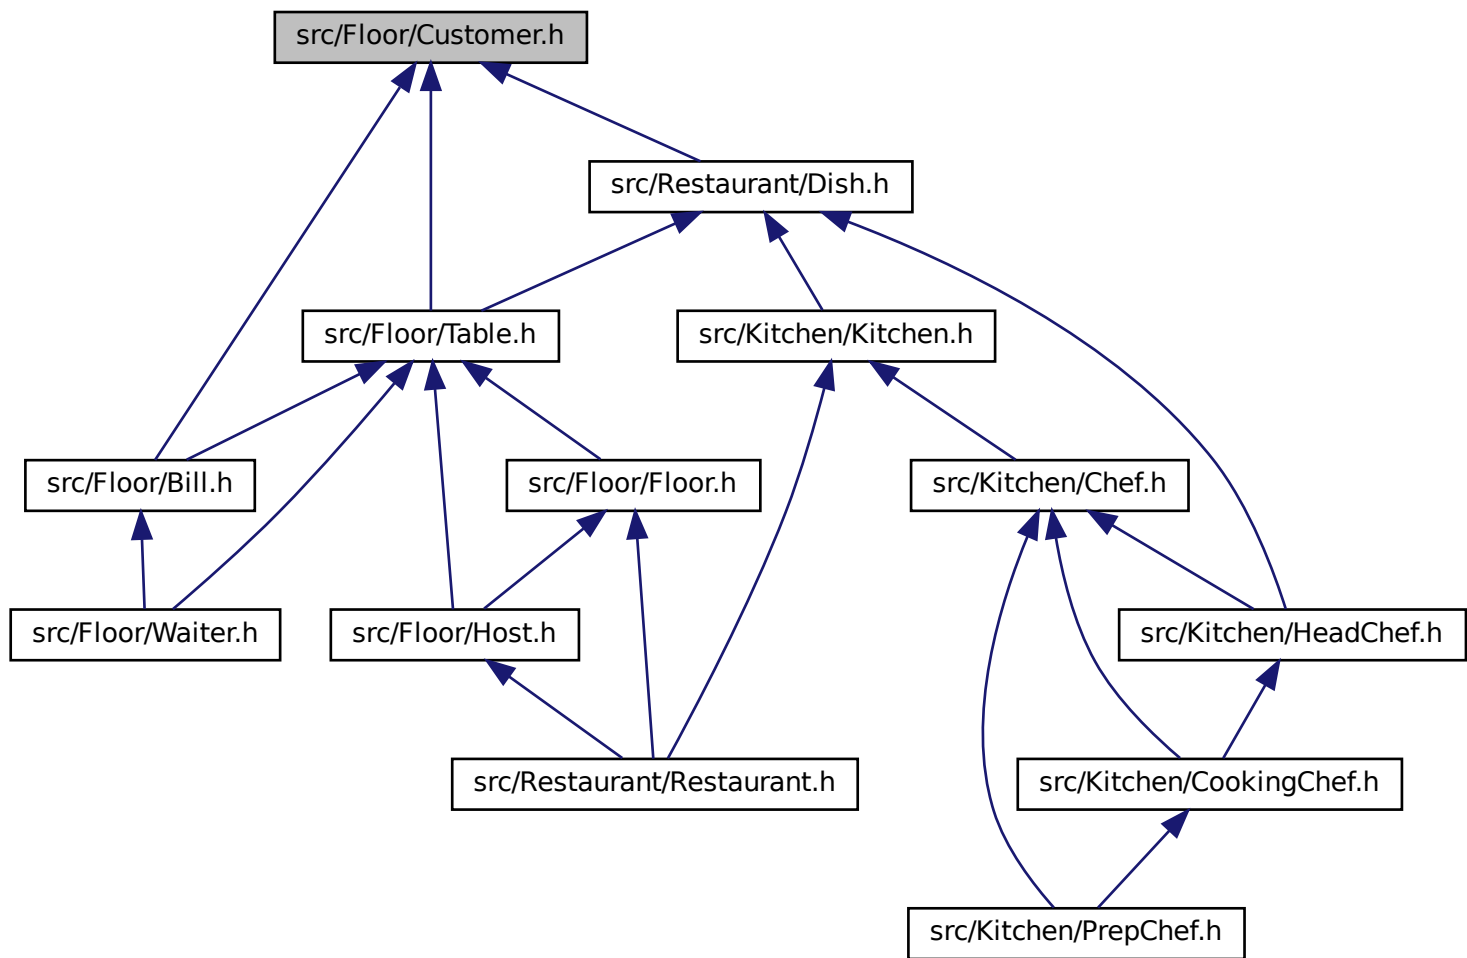 src/Floor/Customer.h
src/Restaurant/Dish.h
src/Floor/Table.h
src/Kitchen/Kitchen.h
src/Floor/Bill.h
src/Floor/Floor.h
src/Kitchen/Chef.h
src/Floor/Waiter.h
src/Floor/Host.h
src/Kitchen/HeadChef.h
src/Restaurant/Restaurant.h
src/Kitchen/CookingChef.h
src/Kitchen/PrepChef.h